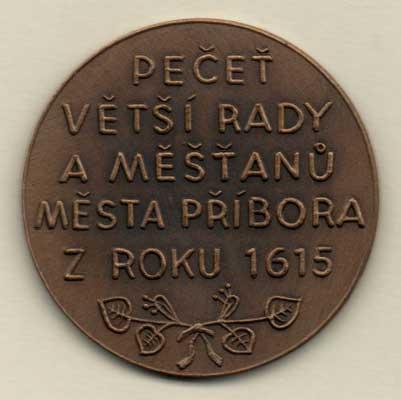 PEČEŤ
VĚTŠÍ RADY
A MĚŠŤANŮ
MĚSTA PŘÍBORA
Z ROKU 1615